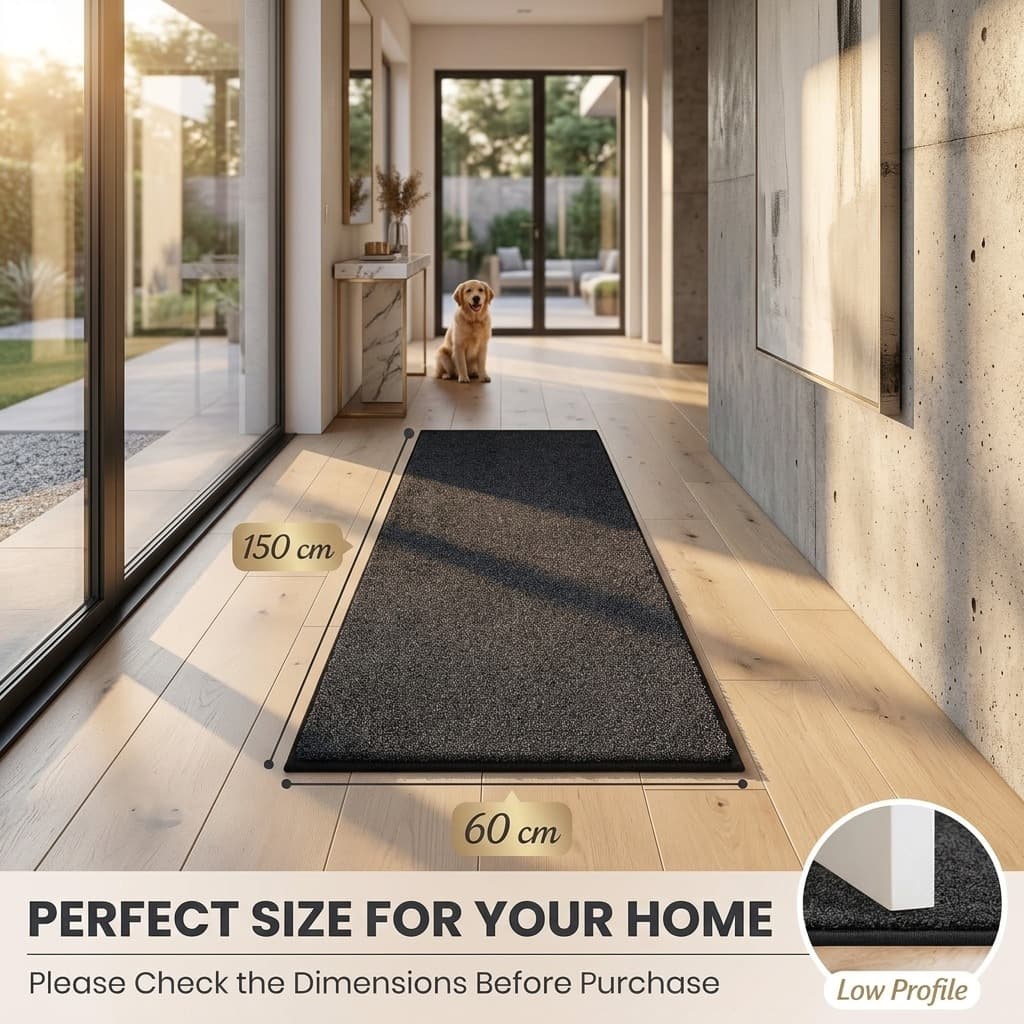 150 cm
60 cm
PERFECT SIZE FOR YOUR HOME
Please Check the Dimensions Before Purchase
Low Profile